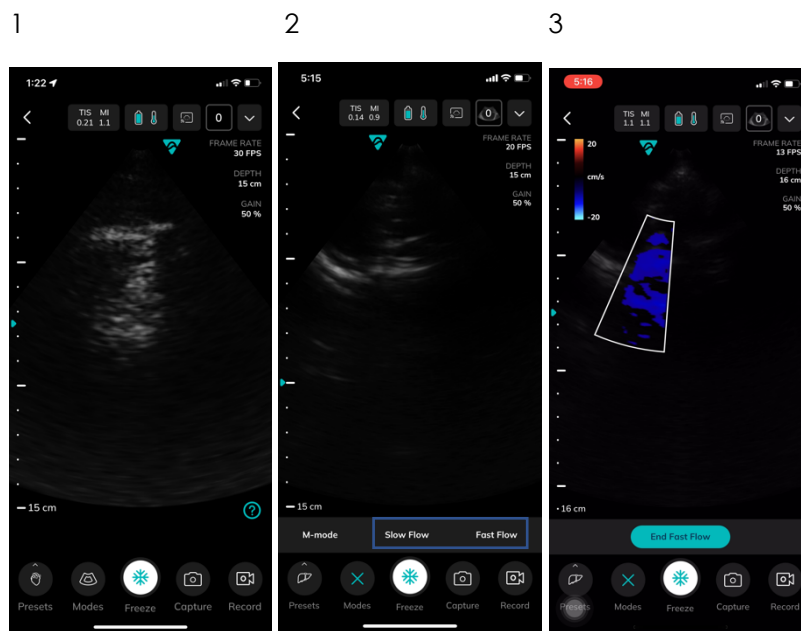 1
2
3
1:22
TIS MI
0.21 1.1
0
FRAME RATE
30 FPS
DEPTH
15 cm
GAIN
50 %
15 cm
?
Presets
Modes
Freeze
Capture
Record
5:15
TIS MI
0.14 0.9
0
FRAME RATE
20 FPS
DEPTH
15 cm
GAIN
50 %
15 cm
M-mode
Slow Flow
Fast Flow
Presets
Modes
Freeze
Capture
Record
5:16
TIS MI
1.1 1.1
0
20
cm/s
-20
FRAME RATE
13 FPS
DEPTH
16 cm
GAIN
50 %
16 cm
End Fast Flow
Presets
Modes
Freeze
Capture
Record